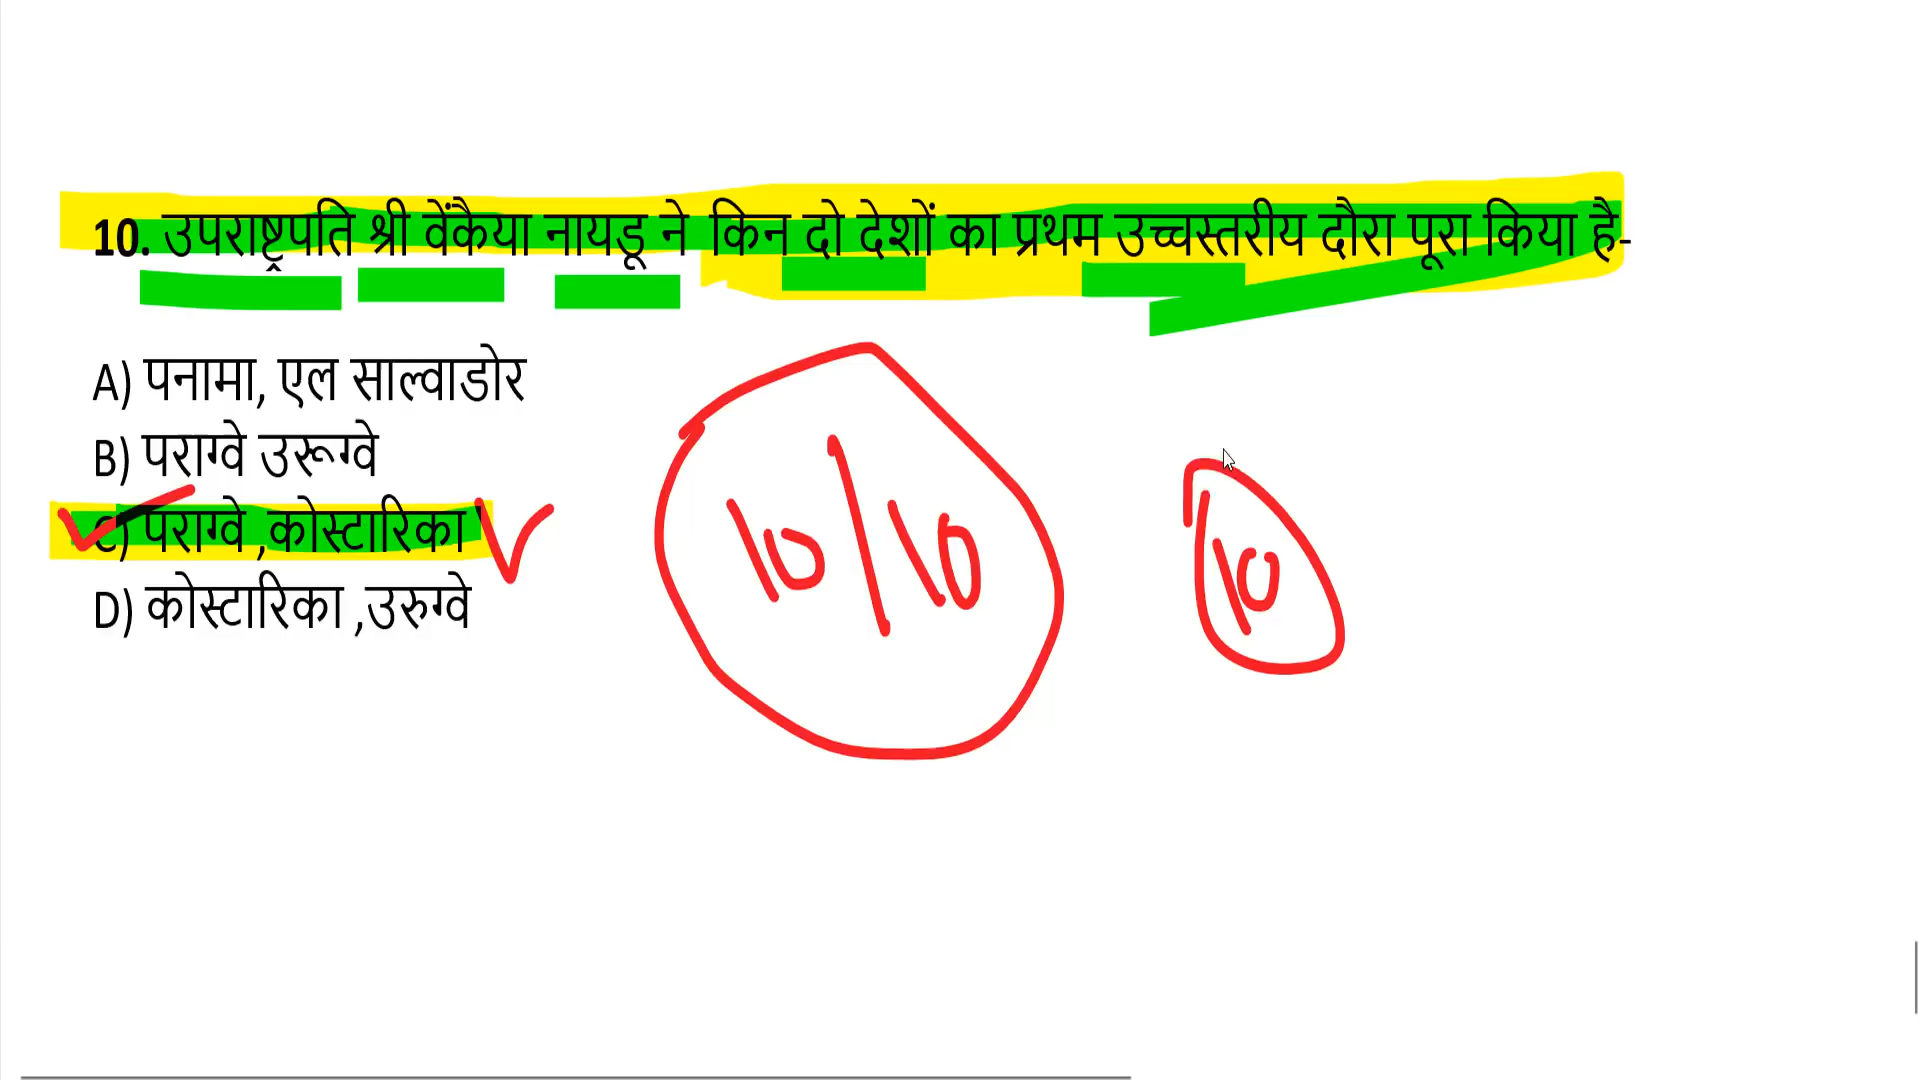 10. उपराष्ट्रपति श्री वेंकैया नायडू ने किन दो देशों का प्रथम उच्चस्तरीय दौरा पूरा किया है-
A) पनामा, एल साल्वाडोर
B) पराग्वे उरूग्वे
C) पराग्वे ,कोस्टारिका
D) कोस्टारिका ,उरुग्वे
10/10
10